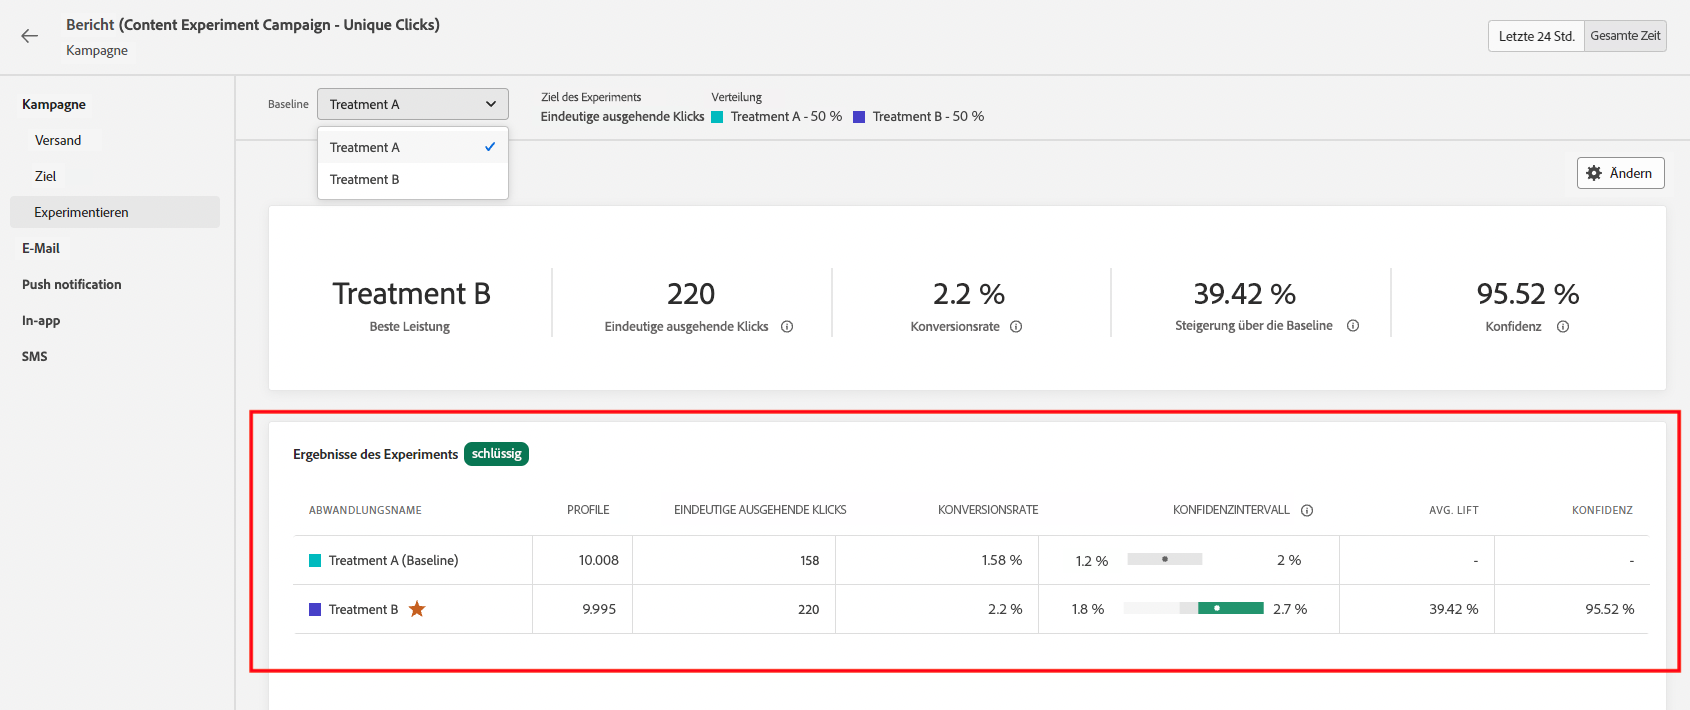 Bericht (Content Experiment Campaign - Unique Clicks)
Kampagne
Letzte 24 Std. Gesamte Zeit
Kampagne
Versand
Ziel
Experimentieren
E-Mail
Push notification
In-app
SMS
Baseline Treatment A
Treatment A
Treatment B
Ziel des Experiments Verteilung
Eindeutige ausgehende Klicks Treatment A - 50 % Treatment B - 50 %
Ändern
Treatment B 220 2.2 % 39.42 % 95.52 %
Beste Leistung Eindeutige ausgehende Klicks Konversionsrate Steigerung über die Baseline Konfidenz
Ergebnisse des Experiments schlüssig
ABWANDLUNGSNAME PROFILE EINDEUTIGE AUSGEHENDE KLICKS KONVERSIONSRATE KONFIDENZINTERVALL AVG. LIFT KONFIDENZ
Treatment A (Baseline) 10.008 158 1.58 % 1.2 % 2 % - -
Treatment B 9.995 220 2.2 % 1.8 % 2.7 % 39.42 % 95.52 %